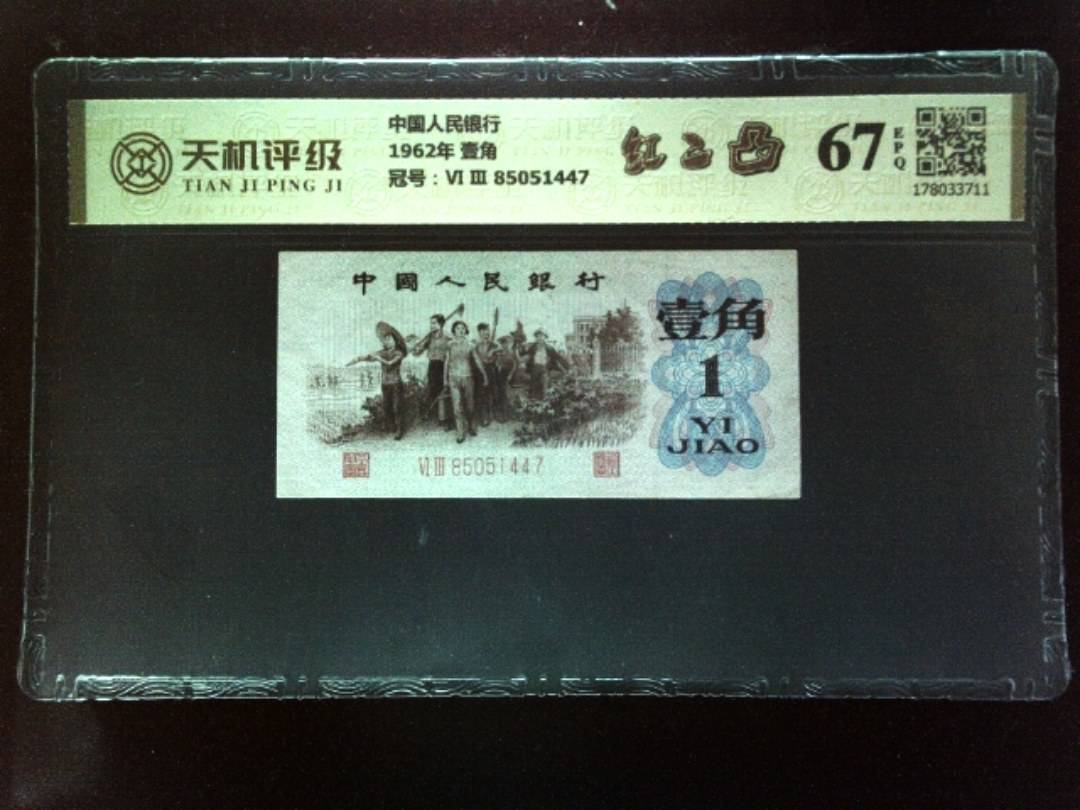 天机评级
TIAN JI PING JI
中国人民银行
1962年 壹角
冠号：VI III 85051447
红二凸
67
EPQ
178033711
中國人民銀行
壹角
1
YI
JIAO
VI III 85051447